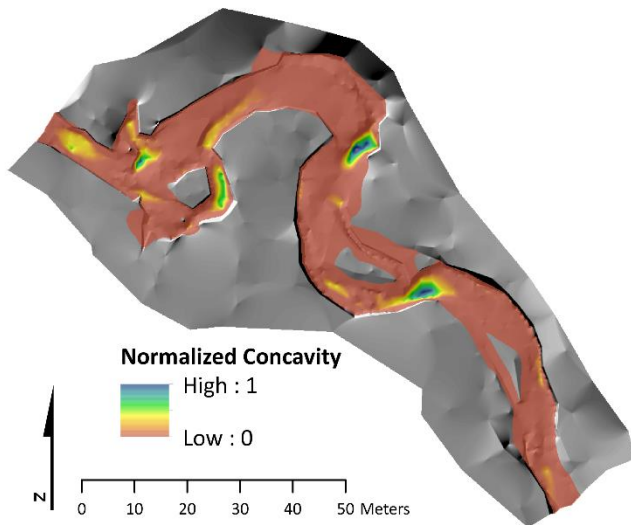 Normalized Concavity
High : 1
Low : 0
N
0 10 20 30 40 50 Meters